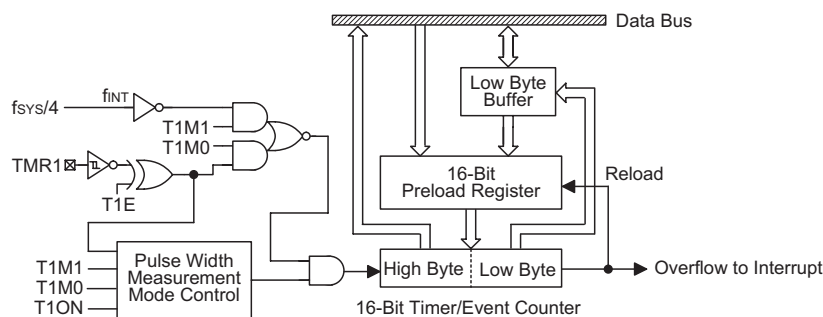 Data Bus
Low Byte
Buffer
fSYS/4
fINT
T1M1
T1M0
TMR1
T1E
16-Bit
Preload Register
Reload
Pulse Width
Measurement
Mode Control
T1M1
T1M0
T1ON
High Byte
Low Byte
Overflow to Interrupt
16-Bit Timer/Event Counter